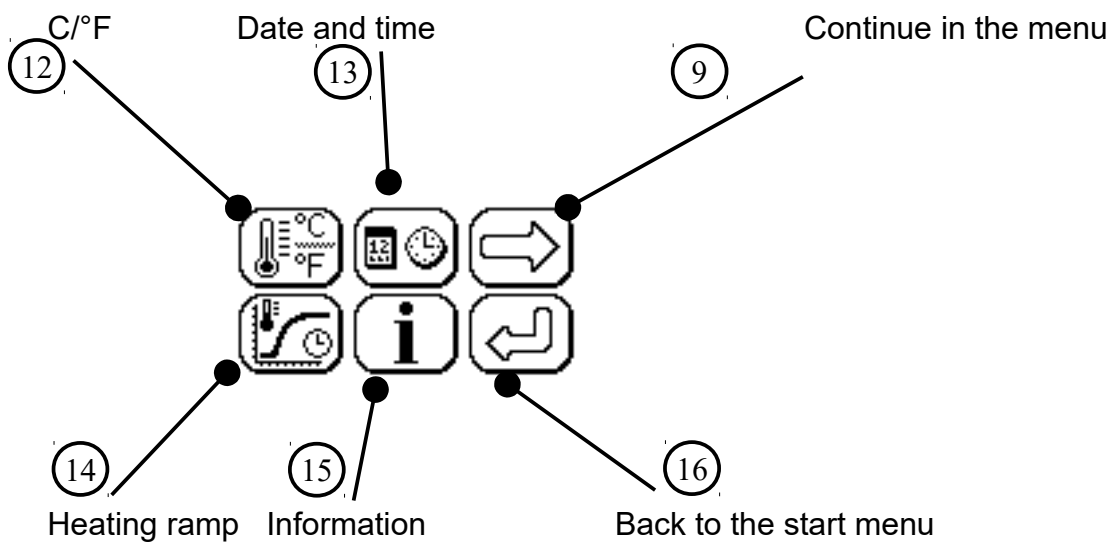 C/°F Date and time Continue in the menu
12 13 9
°C
°F
12
i
14 15 16
Heating ramp Information Back to the start menu